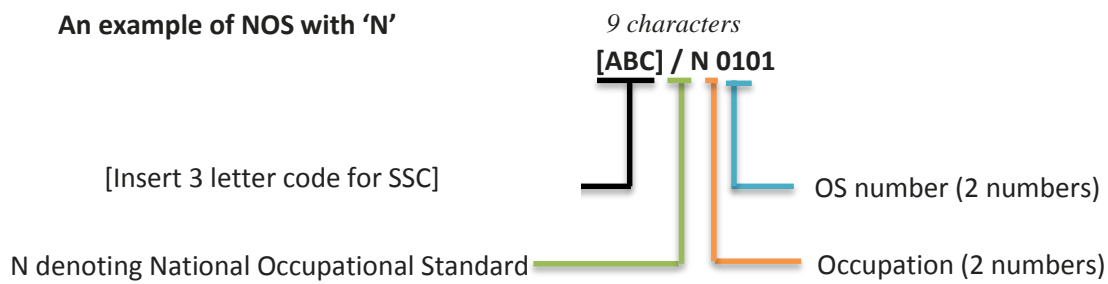 An example of NOS with ‘N’
9 characters
[ABC] / N 0101
[Insert 3 letter code for SSC]
OS number (2 numbers)
N denoting National Occupational Standard
Occupation (2 numbers)